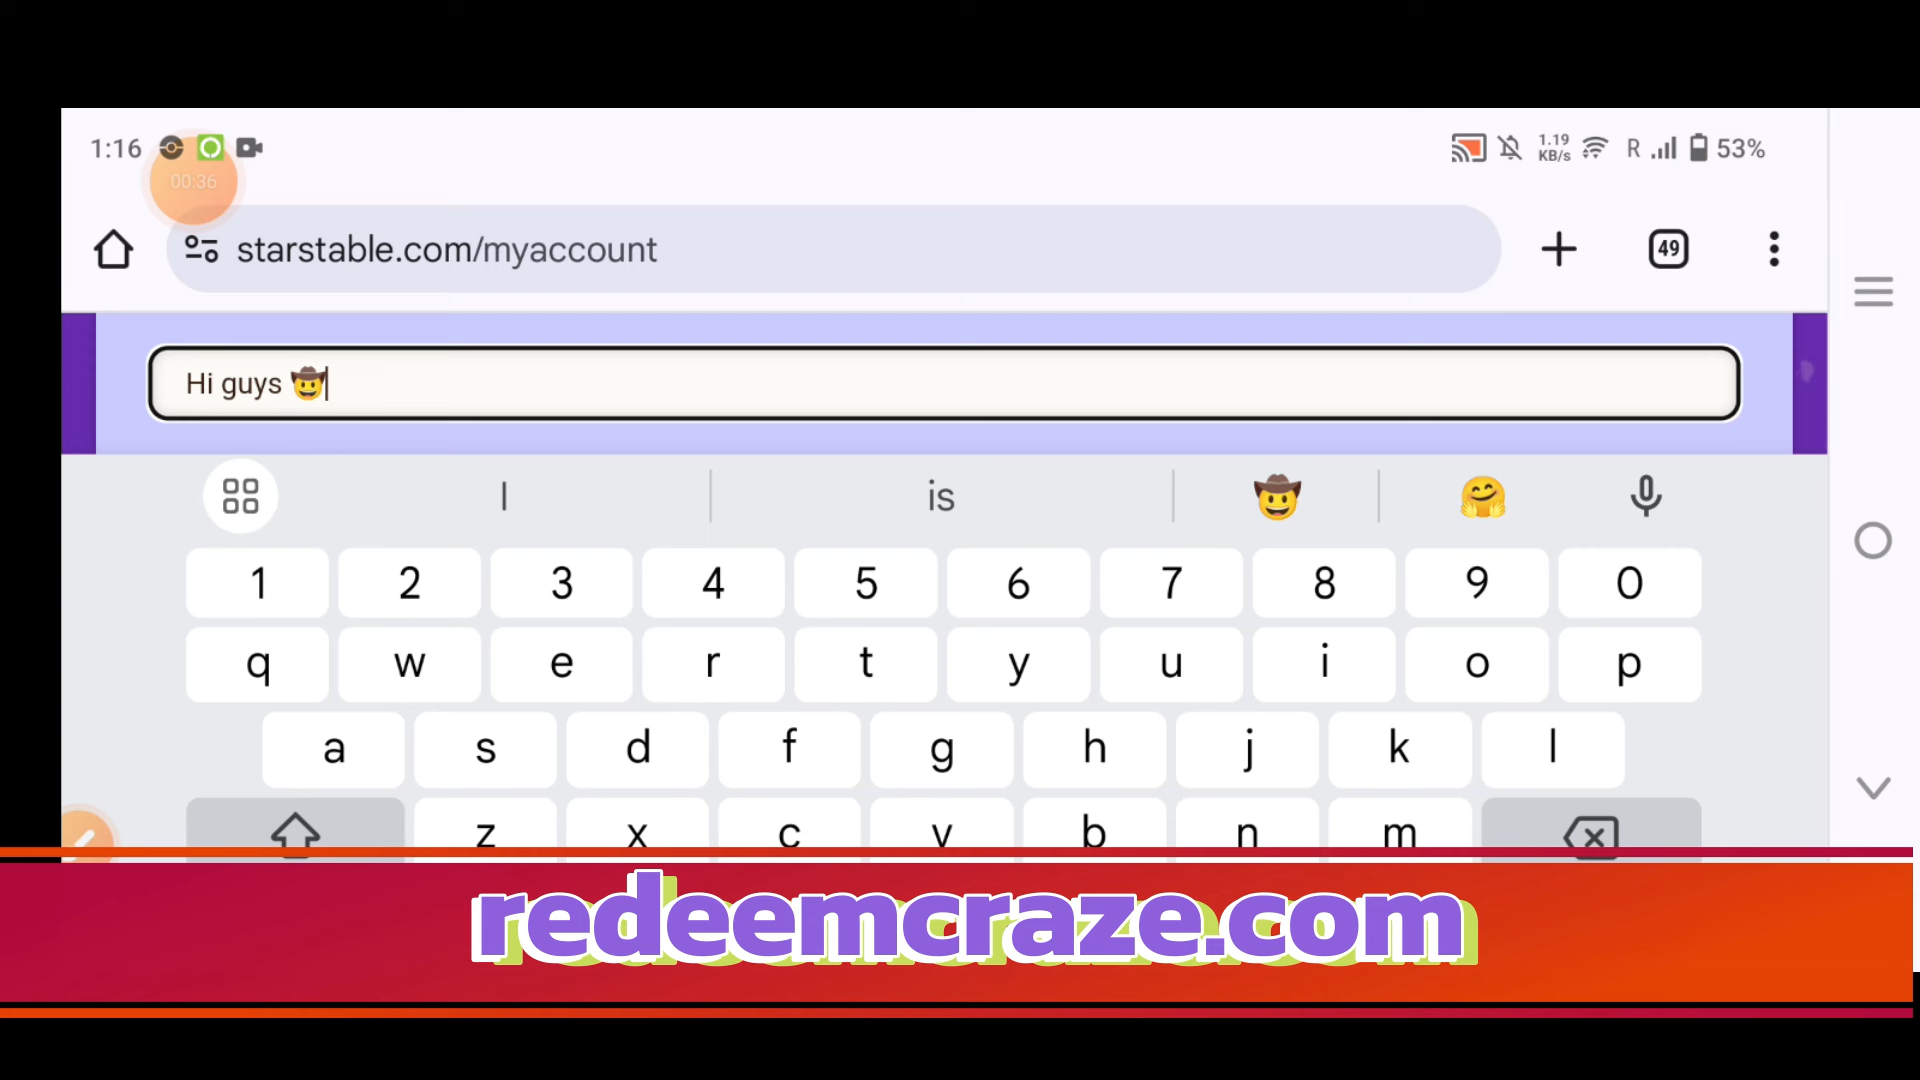 1:16
00:36
1.19
KB/s
R
53%
starstable.com/myaccount
49
Hi guys 🤠
I
is
🤠
🤗
1 2 3 4 5 6 7 8 9 0
q w e r t y u i o p
a s d f g h j k l
z x c v b n m
redeemcraze.com